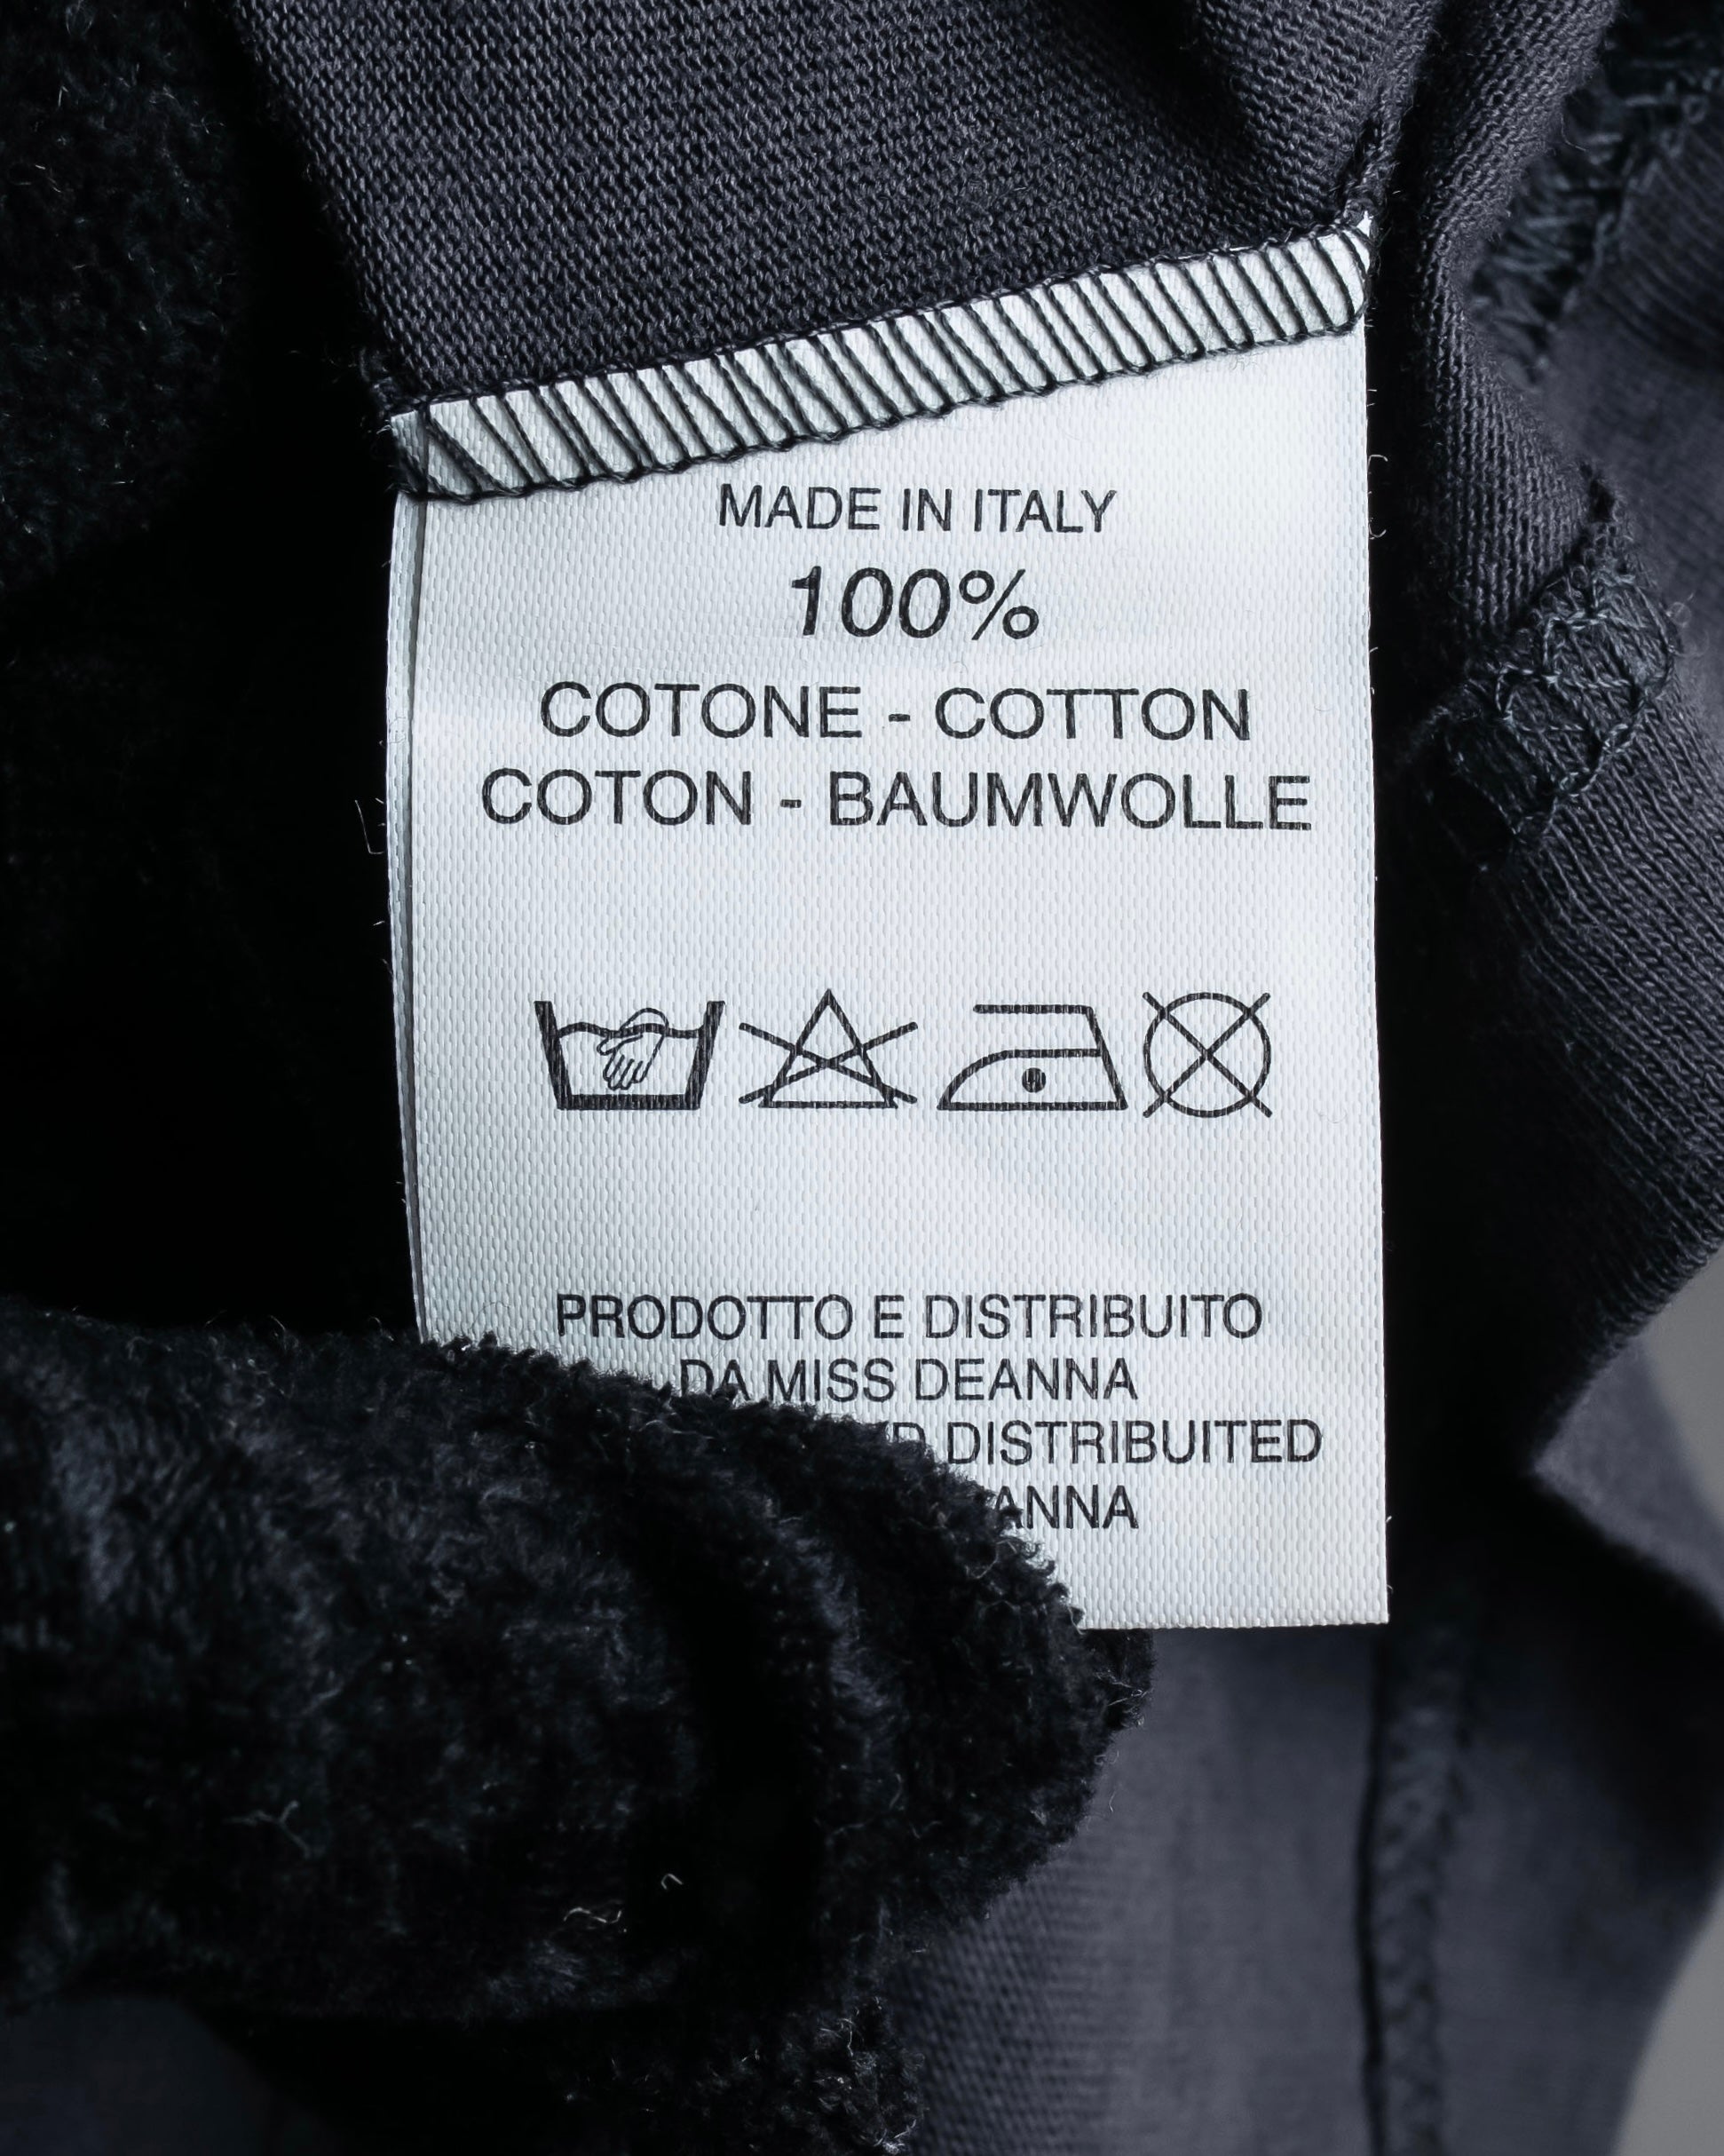 MADE IN ITALY
100%
COTONE - COTTON
COTON - BAUMWOLLE
PRODOTTO E DISTRIBUITO
DA MISS DEANNA
DISTRIBUITED